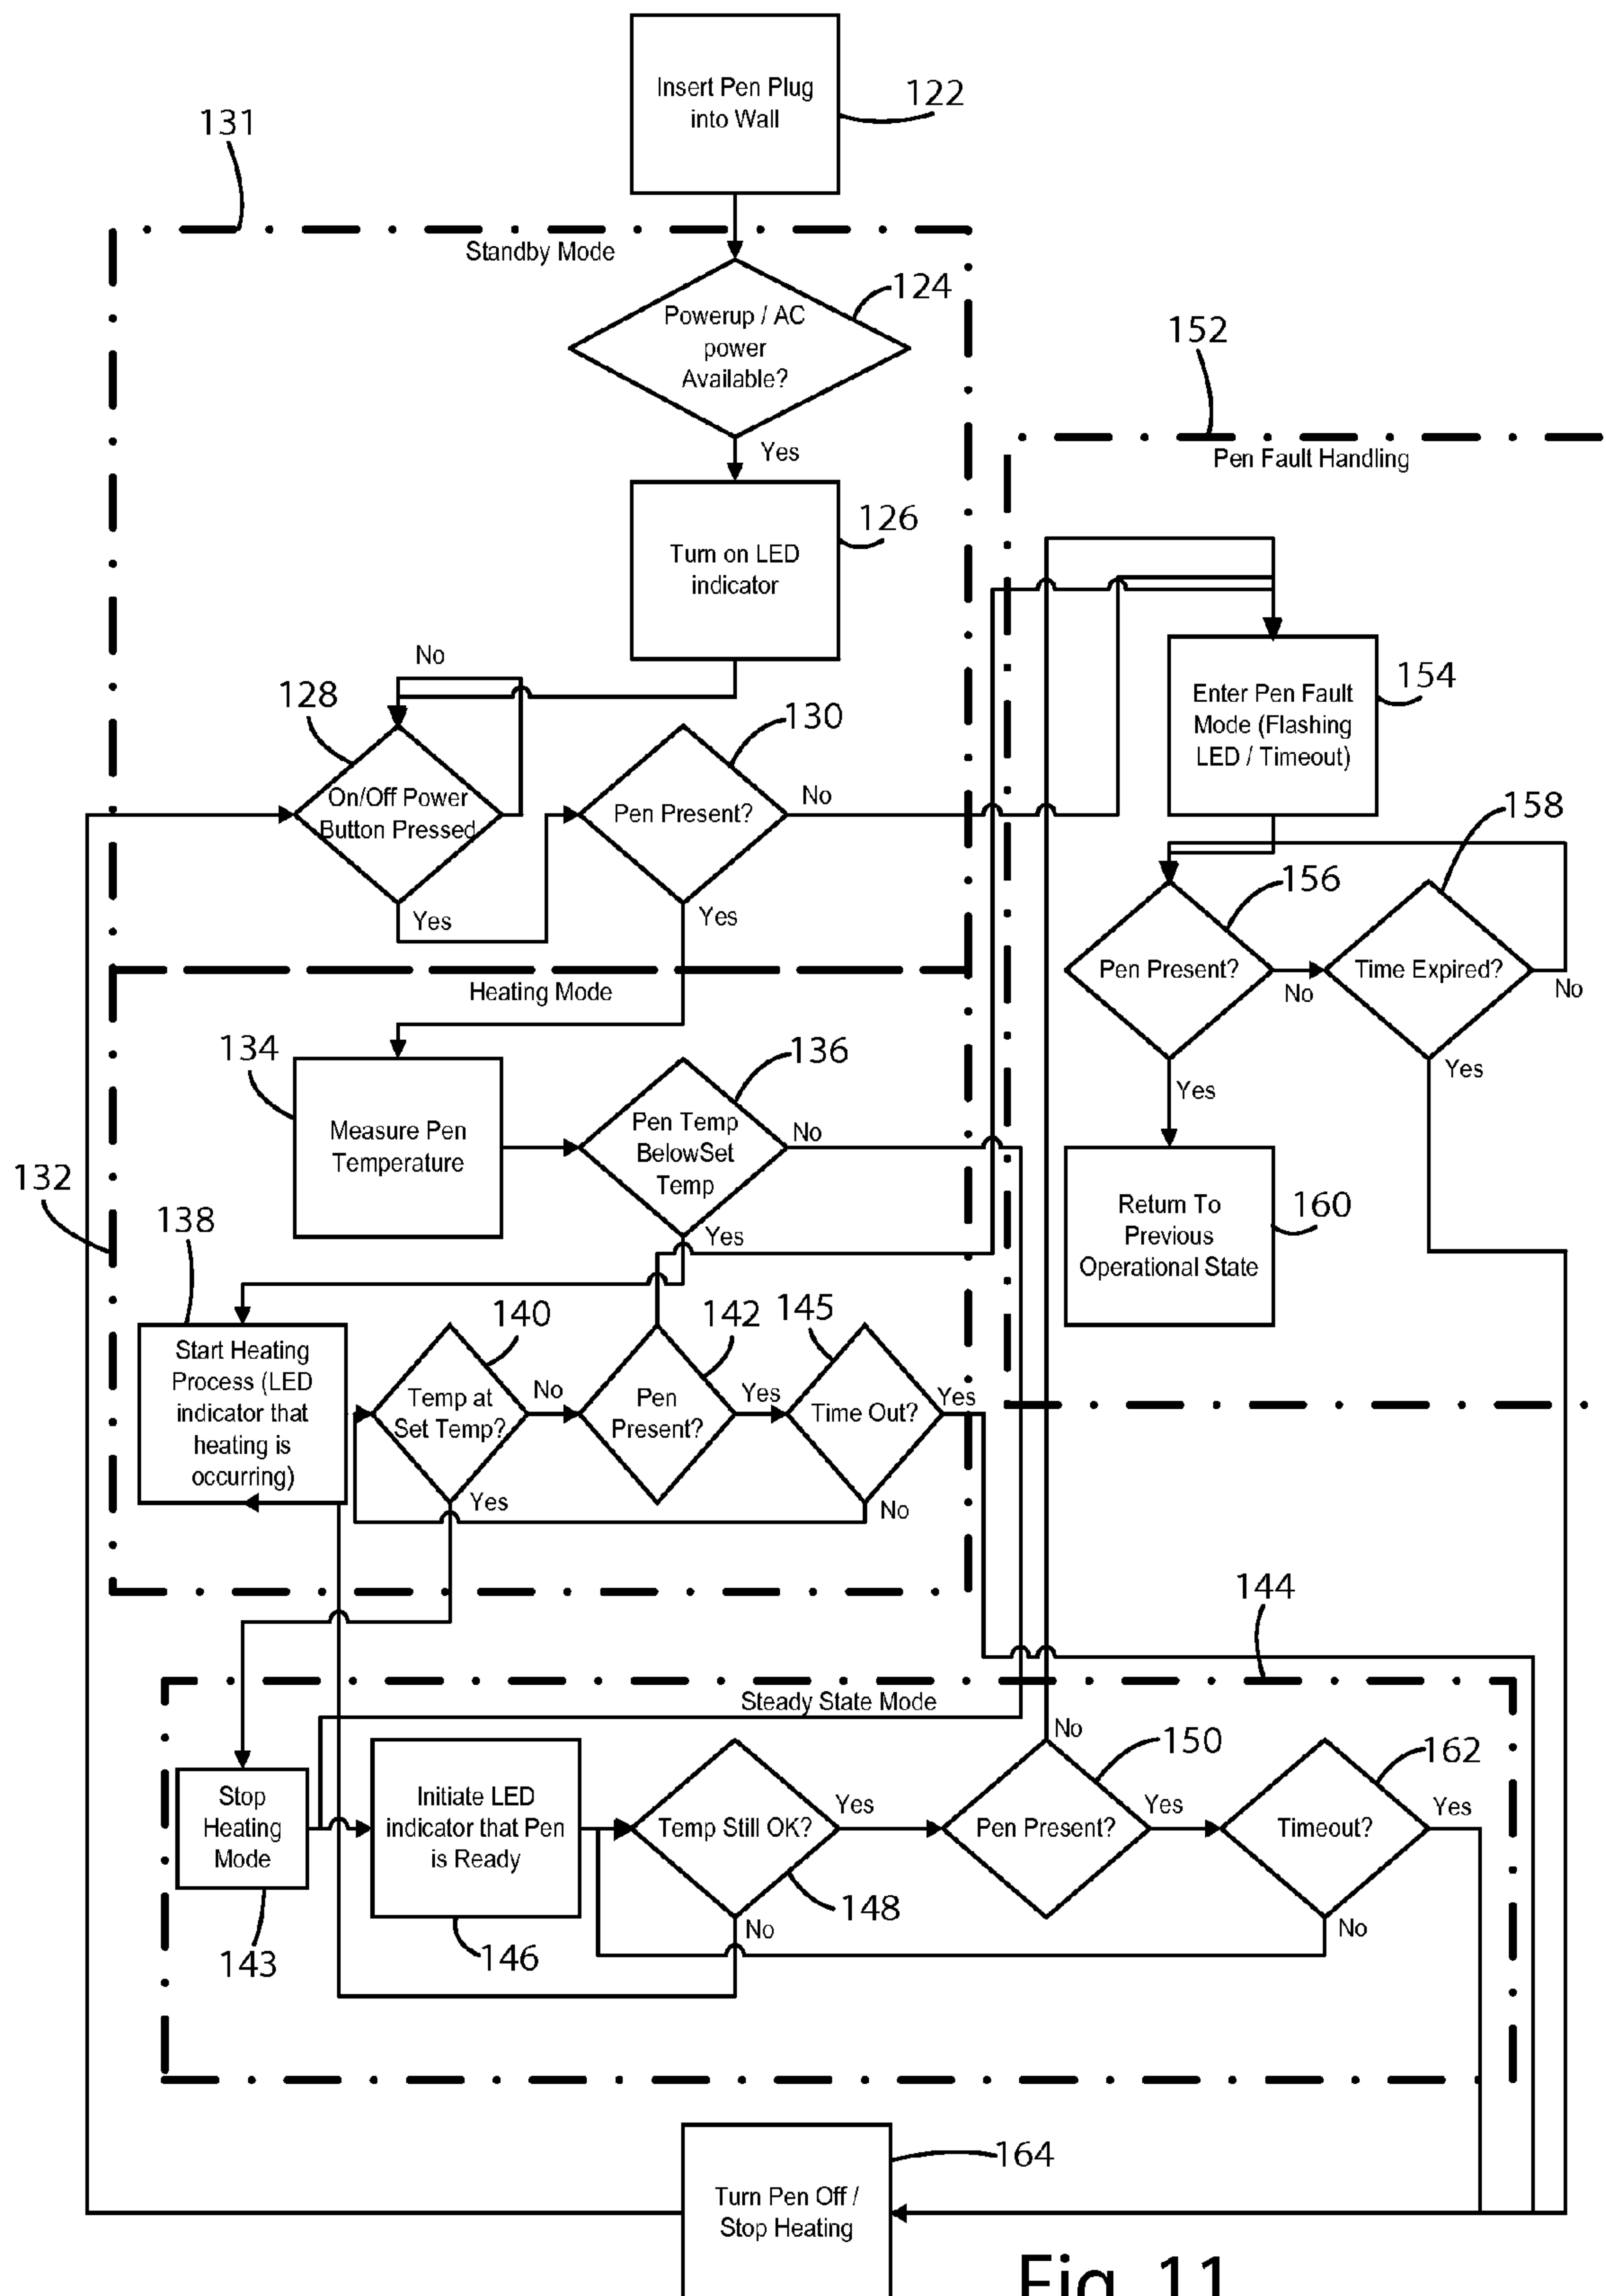 Insert Pen Plug
into Wall
122
131
Standby Mode
Powerup / AC
power
Available?
124
Yes
152
Pen Fault Handling
Turn on LED
indicator
126
No
128
On/Off Power
Button Pressed
Yes
130
Pen Present?
No
Yes
Enter Pen Fault
Mode (Flashing
LED / Timeout)
154
158
156
Pen Present?
No
Time Expired?
No
Yes
Yes
Return To
Previous
Operational State
160
Heating Mode
134
Measure Pen
Temperature
136
Pen Temp
BelowSet
Temp
No
Yes
132
138
Start Heating
Process (LED
indicator that
heating is
occurring)
140
Temp at
Set Temp?
No
Yes
142
Pen
Present?
Yes
145
Time Out?
Yes
No
144
Steady State Mode
Stop
Heating
Mode
143
Initiate LED
indicator that Pen
is Ready
146
Temp Still OK?
Yes
148
No
No
150
Pen Present?
Yes
162
Timeout?
Yes
No
Turn Pen Off /
Stop Heating
164
Fig. 11